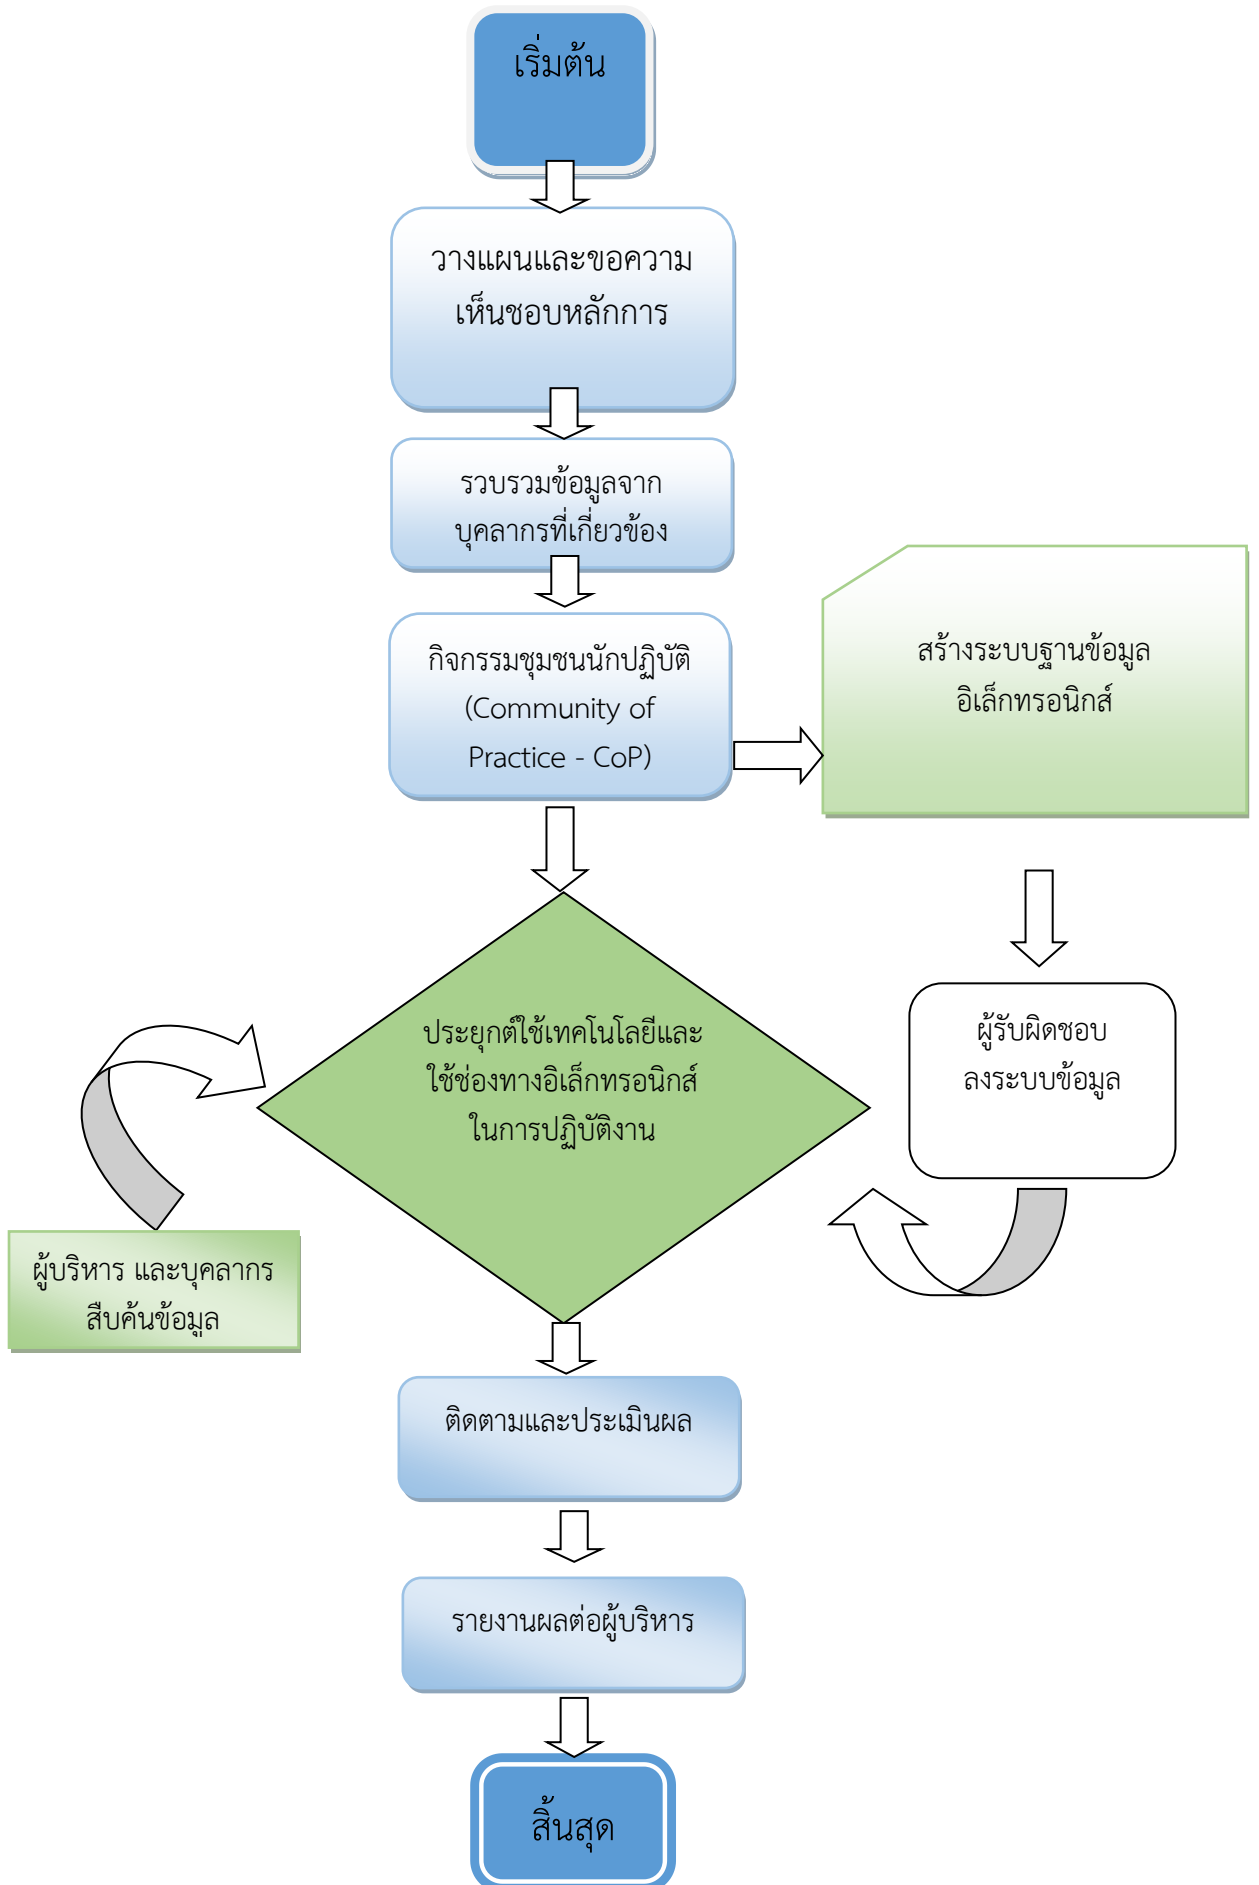 เริ่มต้น
วางแผนและขอความ
เห็นชอบหลักการ
รวบรวมข้อมูลจาก
บุคลากรที่เกี่ยวข้อง
กิจกรรมชุมชนนักปฏิบัติ
(Community of
Practice - CoP)
สร้างระบบฐานข้อมูล
อิเล็กทรอนิกส์
ประยุกต์ใช้เทคโนโลยีและ
ใช้ช่องทางอิเล็กทรอนิกส์
ในการปฏิบัติงาน
ผู้รับผิดชอบ
ลงระบบข้อมูล
ผู้บริหาร และบุคลากร
สืบค้นข้อมูล
ติดตามและประเมินผล
รายงานผลต่อผู้บริหาร
สิ้นสุด